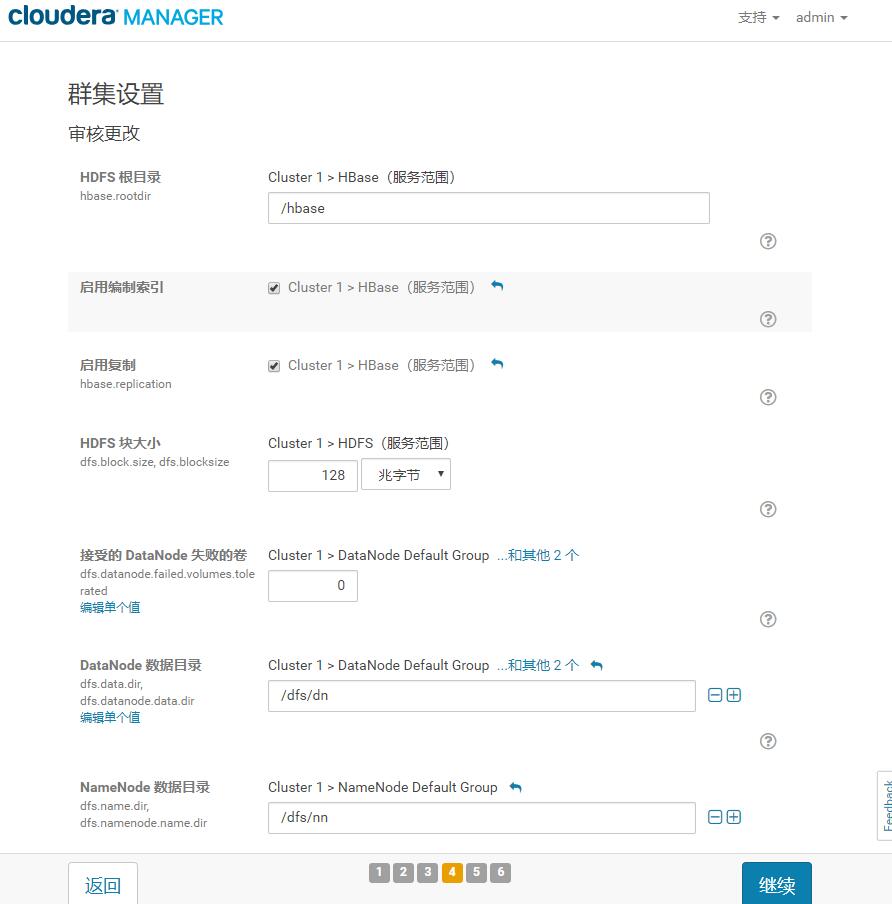 cloudera MANAGER
支持 admin
群集设置
审核更改
HDFS 根目录 Cluster 1 > HBase（服务范围）
hbase.rootdir
/hbase
启用编制索引 Cluster 1 > HBase（服务范围）
启用复制 Cluster 1 > HBase（服务范围）
hbase.replication
HDFS 块大小 Cluster 1 > HDFS（服务范围）
dfs.block.size, dfs.blocksize
128 兆字节
接受的 DataNode 失败的卷 Cluster 1 > DataNode Default Group ...和其他 2 个
dfs.datanode.failed.volumes.tole
rated
0
编辑单个值
DataNode 数据目录 Cluster 1 > DataNode Default Group ...和其他 2 个
dfs.data.dir,
dfs.datanode.data.dir
/dfs/dn
编辑单个值
NameNode 数据目录 Cluster 1 > NameNode Default Group
dfs.name.dir,
dfs.namenode.name.dir
/dfs/nn
Feedback
返回 1 2 3 4 5 6 继续